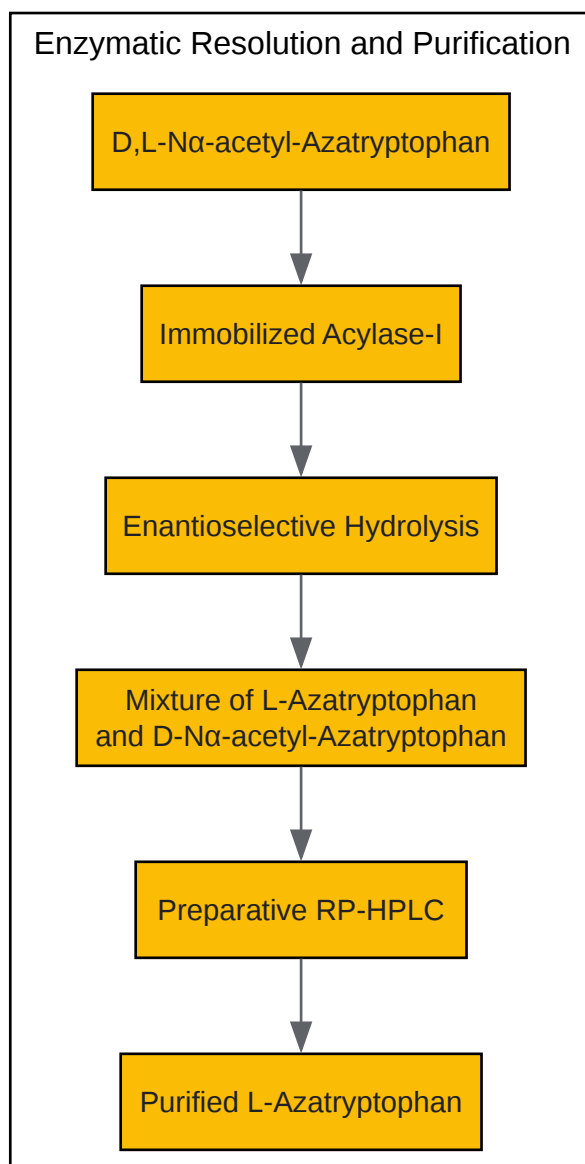 Enzymatic Resolution and Purification
D,L-Nα-acetyl-Azatryptophan
Immobilized Acylase-I
Enantioselective Hydrolysis
Mixture of L-Azatryptophan
and D-Nα-acetyl-Azatryptophan
Preparative RP-HPLC
Purified L-Azatryptophan